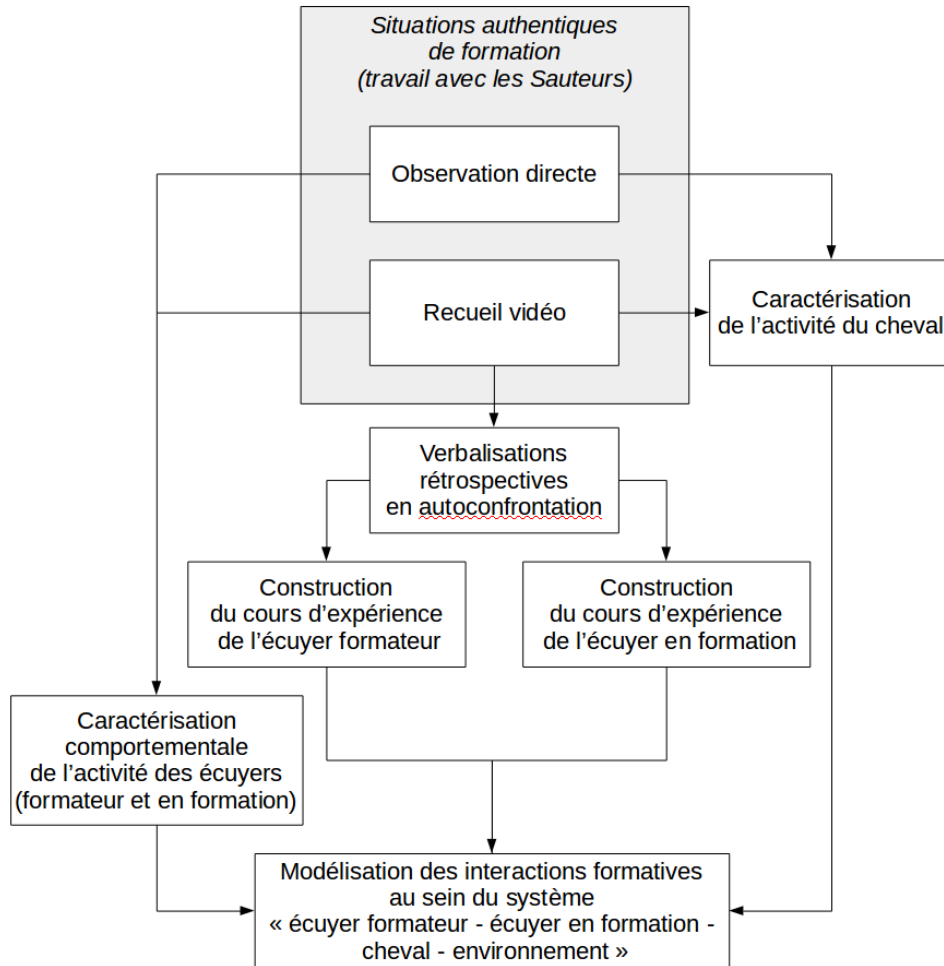 Situations authentiques
de formation
(travail avec les Sauteurs)
Observation directe
Recueil vidéo
Caractérisation
de l’activité du cheval
Verbalisations
rétrospectives
en autoconfrontation
Construction
du cours d’expérience
de l’écuyer formateur
Construction
du cours d’expérience
de l’écuyer en formation
Caractérisation
comportementale
de l’activité des écuyers
(formateur et en formation)
Modélisation des interactions formatives
au sein du système
« écuyer formateur - écuyer en formation -
cheval - environnement »